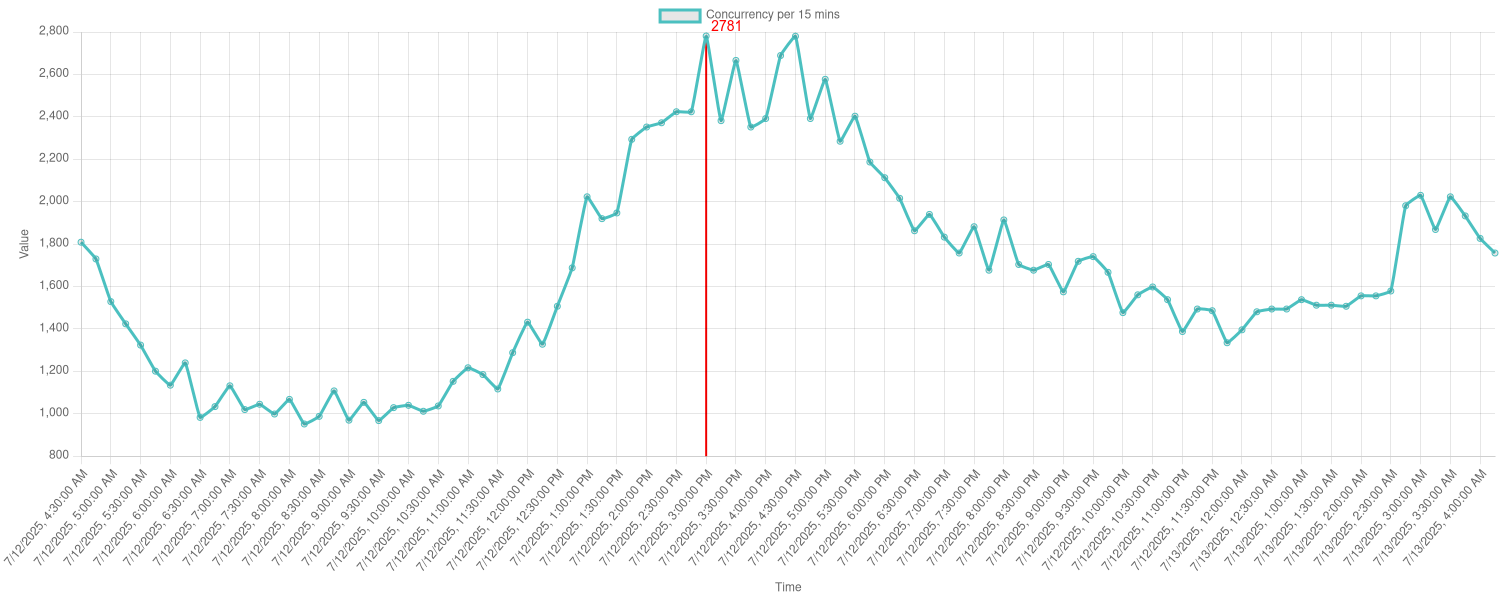 Concurrency per 15 mins
2781
2,800
2,600
2,400
2,200
2,000
1,800
1,600
1,400
1,200
1,000
800
Value
7/12/2025, 4:30:00 AM
7/12/2025, 5:00:00 AM
7/12/2025, 5:30:00 AM
7/12/2025, 6:00:00 AM
7/12/2025, 6:30:00 AM
7/12/2025, 7:00:00 AM
7/12/2025, 7:30:00 AM
7/12/2025, 8:00:00 AM
7/12/2025, 8:30:00 AM
7/12/2025, 9:00:00 AM
7/12/2025, 9:30:00 AM
7/12/2025, 10:00:00 AM
7/12/2025, 10:30:00 AM
7/12/2025, 11:00:00 AM
7/12/2025, 11:30:00 AM
7/12/2025, 12:00:00 PM
7/12/2025, 12:30:00 PM
7/12/2025, 1:00:00 PM
7/12/2025, 1:30:00 PM
7/12/2025, 2:00:00 PM
7/12/2025, 2:30:00 PM
7/12/2025, 3:00:00 PM
7/12/2025, 3:30:00 PM
7/12/2025, 4:00:00 PM
7/12/2025, 4:30:00 PM
7/12/2025, 5:00:00 PM
7/12/2025, 5:30:00 PM
7/12/2025, 6:00:00 PM
7/12/2025, 6:30:00 PM
7/12/2025, 7:00:00 PM
7/12/2025, 7:30:00 PM
7/12/2025, 8:00:00 PM
7/12/2025, 8:30:00 PM
7/12/2025, 9:00:00 PM
7/12/2025, 9:30:00 PM
7/12/2025, 10:00:00 PM
7/12/2025, 10:30:00 PM
7/12/2025, 11:00:00 PM
7/12/2025, 11:30:00 PM
7/13/2025, 12:00:00 AM
7/13/2025, 12:30:00 AM
7/13/2025, 1:00:00 AM
7/13/2025, 1:30:00 AM
7/13/2025, 2:00:00 AM
7/13/2025, 2:30:00 AM
7/13/2025, 3:00:00 AM
7/13/2025, 3:30:00 AM
7/13/2025, 4:00:00 AM
Time